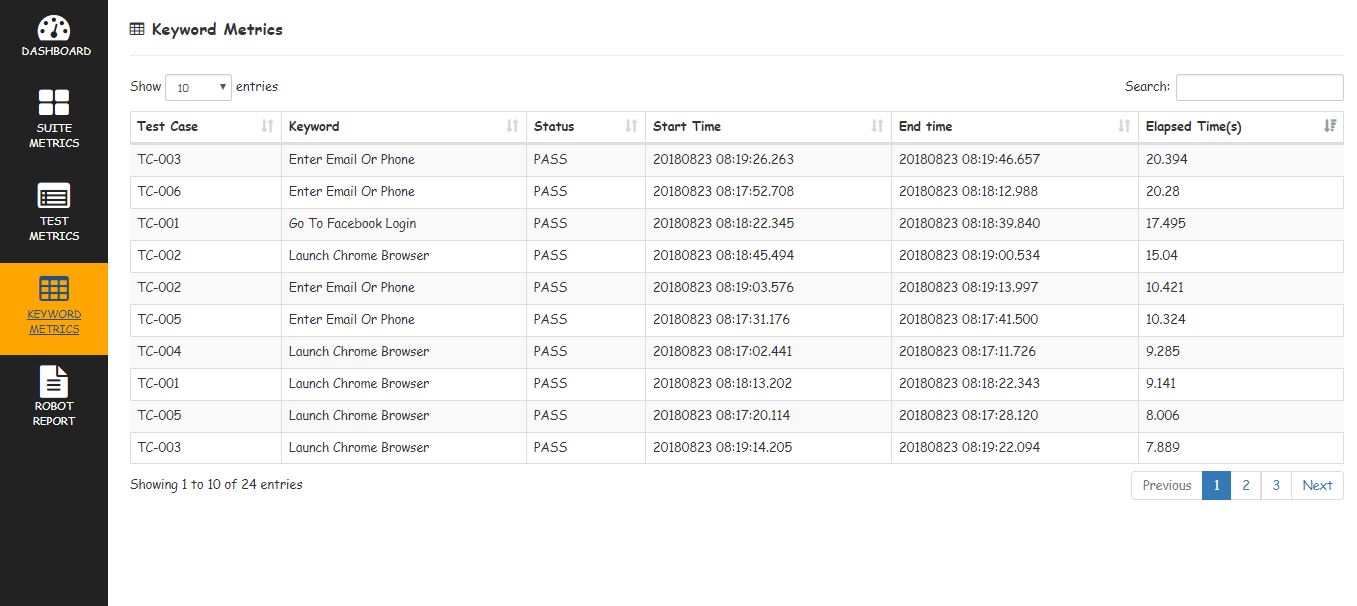 DASHBOARD
SUITE
METRICS
TEST
METRICS
KEYWORD
METRICS
ROBOT
REPORT
Keyword Metrics
Show 10 entries Search:
Test Case Keyword Status Start Time End time Elapsed Time(s)
TC-003 Enter Email Or Phone PASS 20180823 08:19:26.263 20180823 08:19:46.657 20.394
TC-006 Enter Email Or Phone PASS 20180823 08:17:52.708 20180823 08:18:12.988 20.28
TC-001 Go To Facebook Login PASS 20180823 08:18:22.345 20180823 08:18:39.840 17.495
TC-002 Launch Chrome Browser PASS 20180823 08:18:45.494 20180823 08:19:00.534 15.04
TC-002 Enter Email Or Phone PASS 20180823 08:19:03.576 20180823 08:19:13.997 10.421
TC-005 Enter Email Or Phone PASS 20180823 08:17:31.176 20180823 08:17:41.500 10.324
TC-004 Launch Chrome Browser PASS 20180823 08:17:02.441 20180823 08:17:11.726 9.285
TC-001 Launch Chrome Browser PASS 20180823 08:18:13.202 20180823 08:18:22.343 9.141
TC-005 Launch Chrome Browser PASS 20180823 08:17:20.114 20180823 08:17:28.120 8.006
TC-003 Launch Chrome Browser PASS 20180823 08:19:14.205 20180823 08:19:22.094 7.889
Showing 1 to 10 of 24 entries Previous 1 2 3 Next